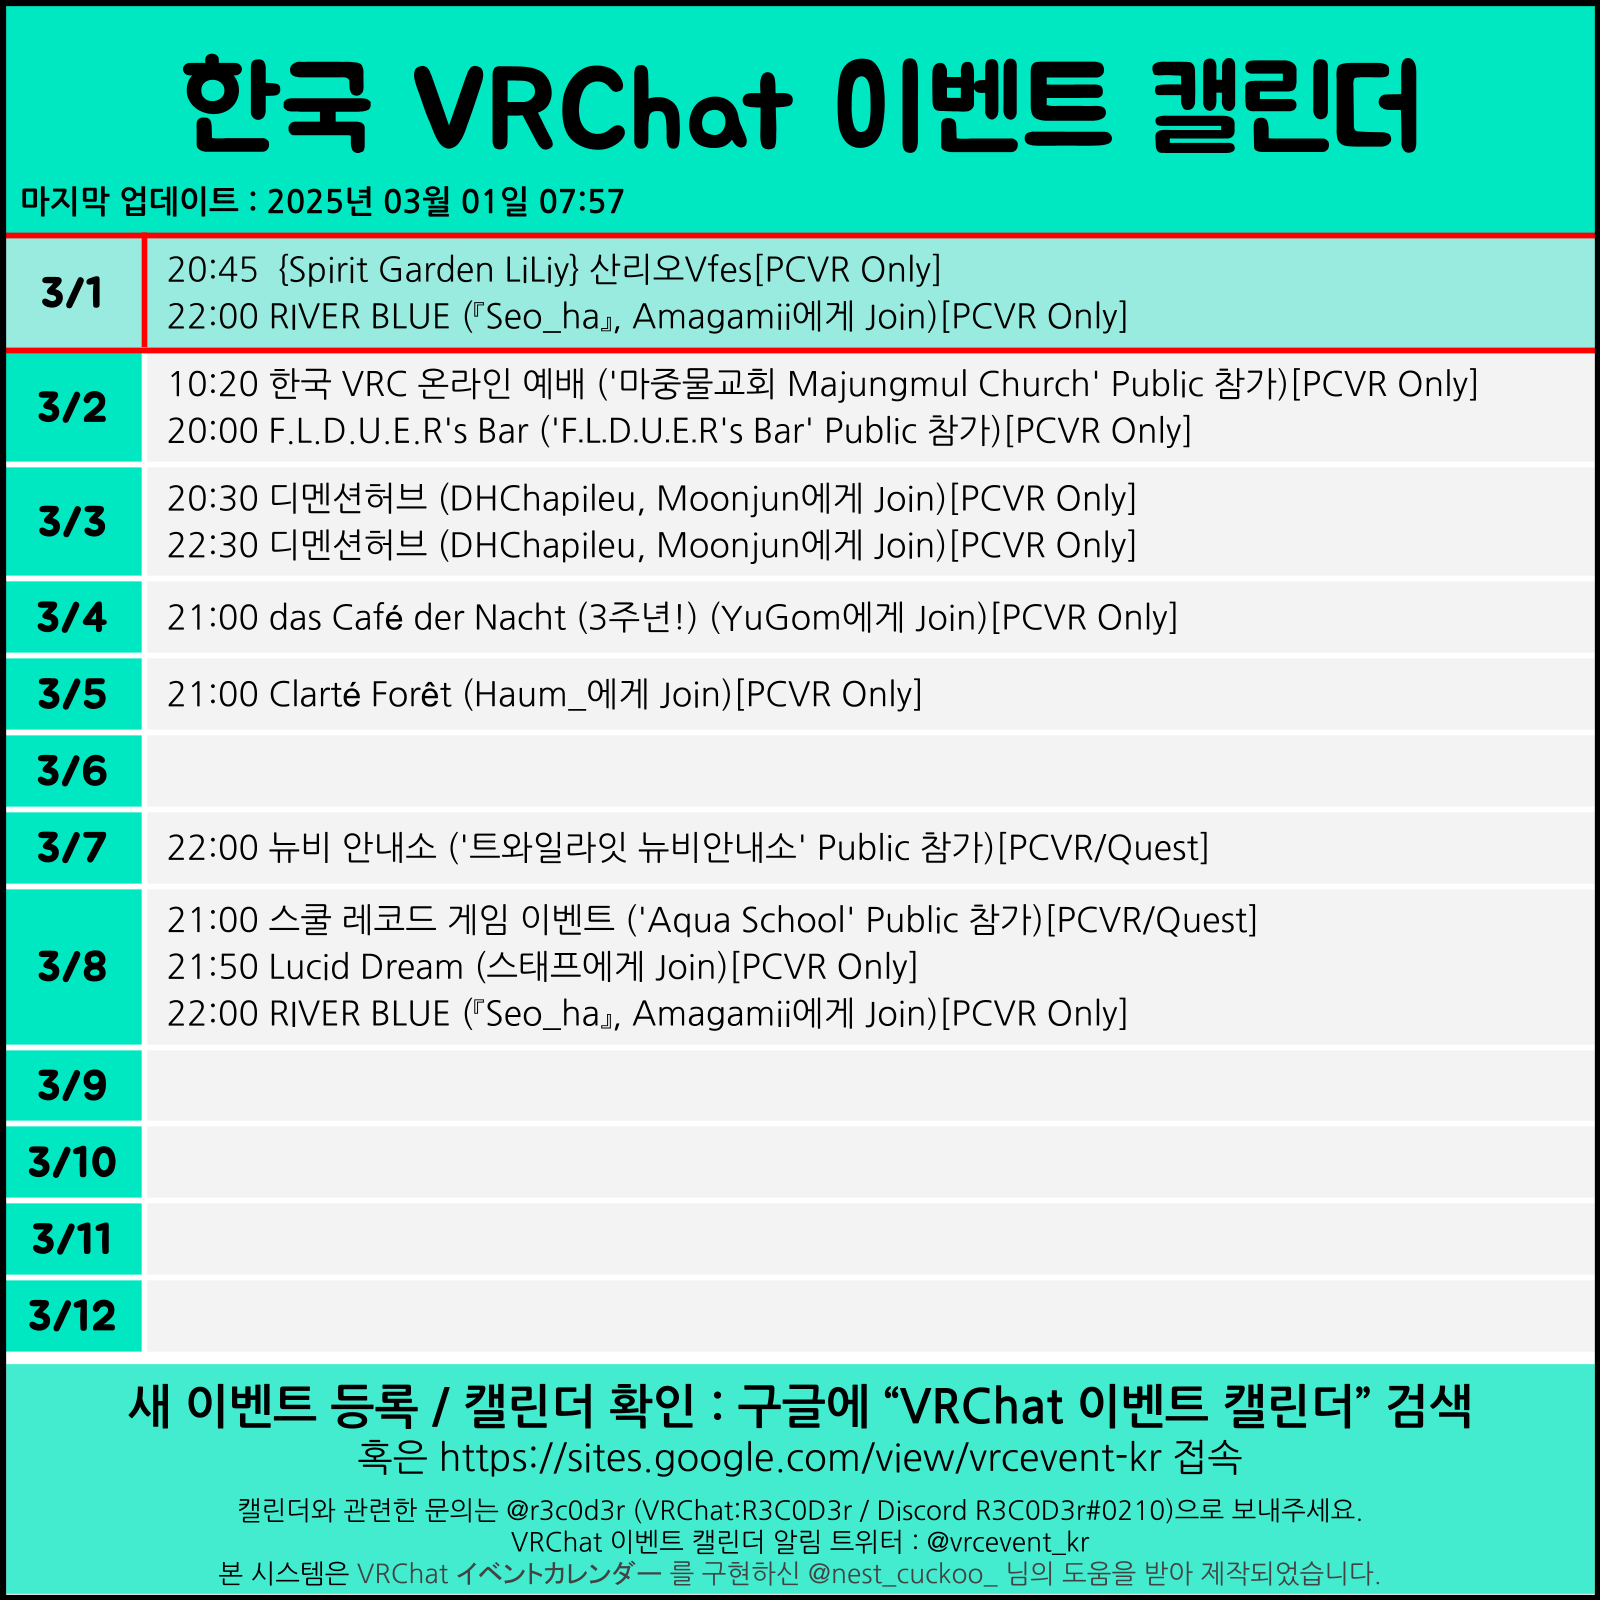 한국 VRChat 이벤트 캘린더
마지막 업데이트 : 2025년 03월 01일 07:57
3/1
20:45  {Spirit Garden LiLiy} 산리오Vfes[PCVR Only]
22:00 RIVER BLUE (『Seo_ha』, Amagamii에게 Join)[PCVR Only]
3/2
10:20 한국 VRC 온라인 예배 ('마중물교회 Majungmul Church' Public 참가)[PCVR Only]
20:00 F.L.D.U.E.R's Bar ('F.L.D.U.E.R's Bar' Public 참가)[PCVR Only]
3/3
20:30 디멘션허브 (DHChapileu, Moonjun에게 Join)[PCVR Only]
22:30 디멘션허브 (DHChapileu, Moonjun에게 Join)[PCVR Only]
3/4
21:00 das Café der Nacht (3주년!) (YuGom에게 Join)[PCVR Only]
3/5
21:00 Clarté Forêt (Haum_에게 Join)[PCVR Only]
3/6
3/7
22:00 뉴비 안내소 ('트와일라잇 뉴비안내소' Public 참가)[PCVR/Quest]
3/8
21:00 스쿨 레코드 게임 이벤트 ('Aqua School' Public 참가)[PCVR/Quest]
21:50 Lucid Dream (스태프에게 Join)[PCVR Only]
22:00 RIVER BLUE (『Seo_ha』, Amagamii에게 Join)[PCVR Only]
3/9
3/10
3/11
3/12
새 이벤트 등록 / 캘린더 확인 : 구글에 “VRChat 이벤트 캘린더” 검색
혹은 https://sites.google.com/view/vrcevent-kr 접속
캘린더와 관련한 문의는 @r3c0d3r (VRChat:R3C0D3r / Discord R3C0D3r#0210)으로 보내주세요.
VRChat 이벤트 캘린더 알림 트위터 : @vrcevent_kr
본 시스템은 VRChat イベントカレンダー 를 구현하신 @nest_cuckoo_ 님의 도움을 받아 제작되었습니다.